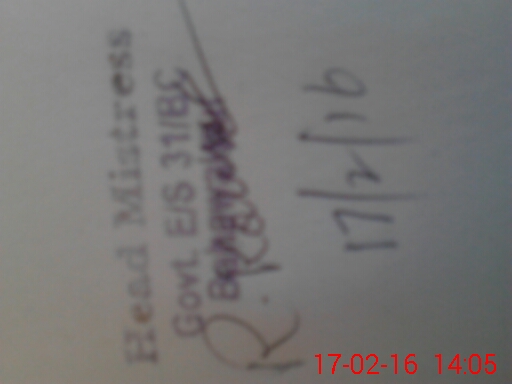 Head Mistress
Govt. E/S 31/BC
R.
17/2/16
17-02-16 14:05